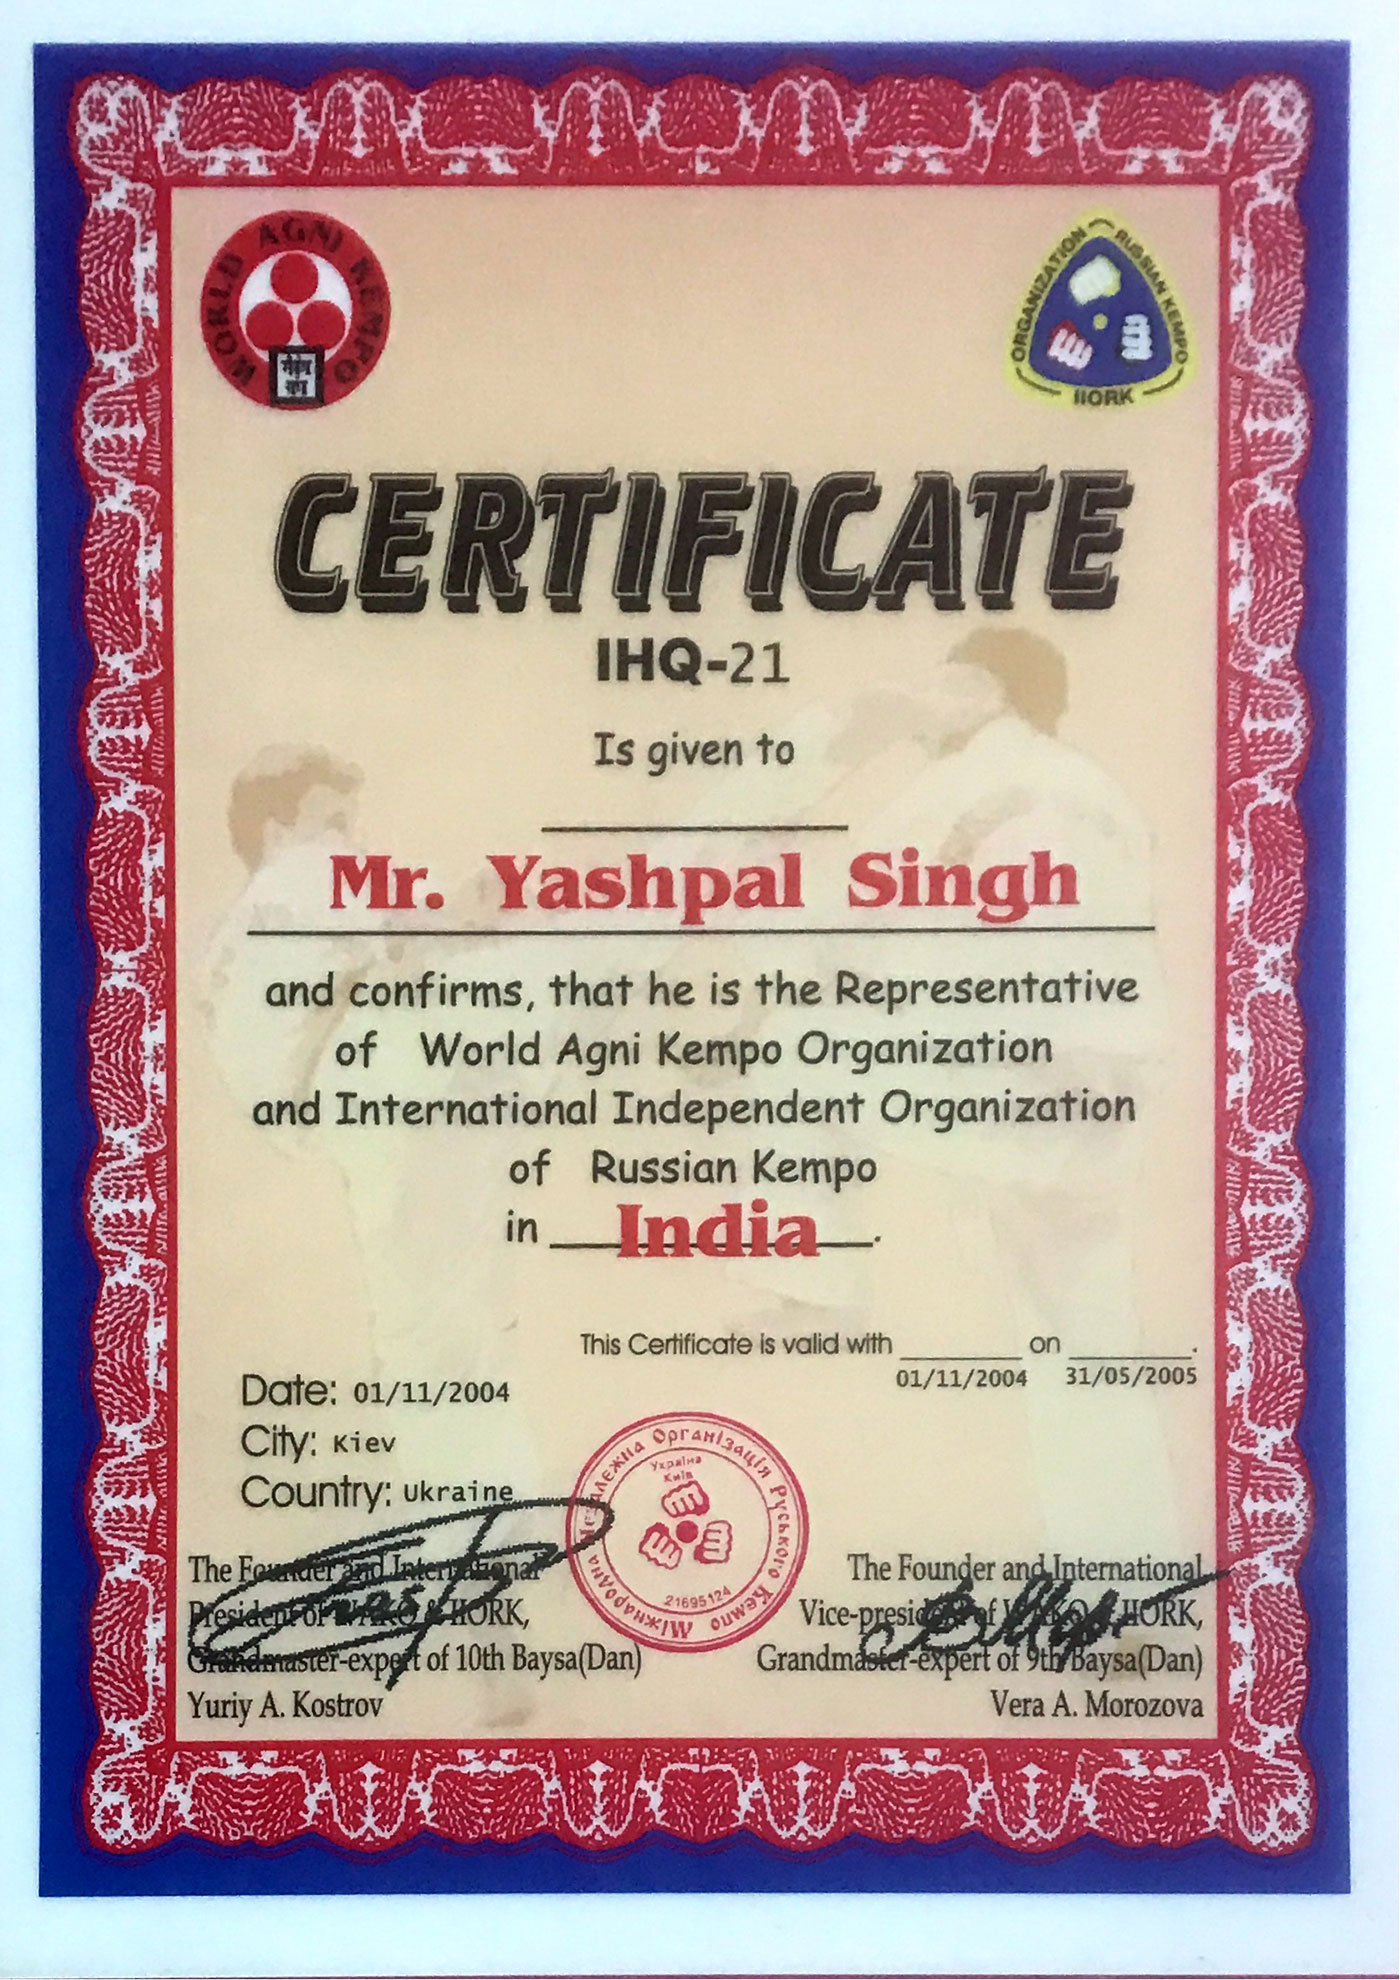 WORLD AGNI KEMPO
ORGANIZATION RUSSIAN KEMPO
IIORK
CERTIFICATE
IHQ-21
Is given to
Mr. Yashpal Singh
and confirms, that he is the Representative
of World Agni Kempo Organization
and International Independent Organization
of Russian Kempo
in India.
This Certificate is valid with 01/11/2004 on 31/05/2005.
Date: 01/11/2004
City: Kiev
Country: Ukraine
Міжнародна Незалежна Організація Руського Кемпо
Україна
Київ
21695124
The Founder and International
President of WAKO & IIORK,
Grandmaster-expert of 10th Baysa(Dan)
Yuriy A. Kostrov
The Founder and International
Vice-president of WAKO & IIORK,
Grandmaster-expert of 9th Baysa(Dan)
Vera A. Morozova